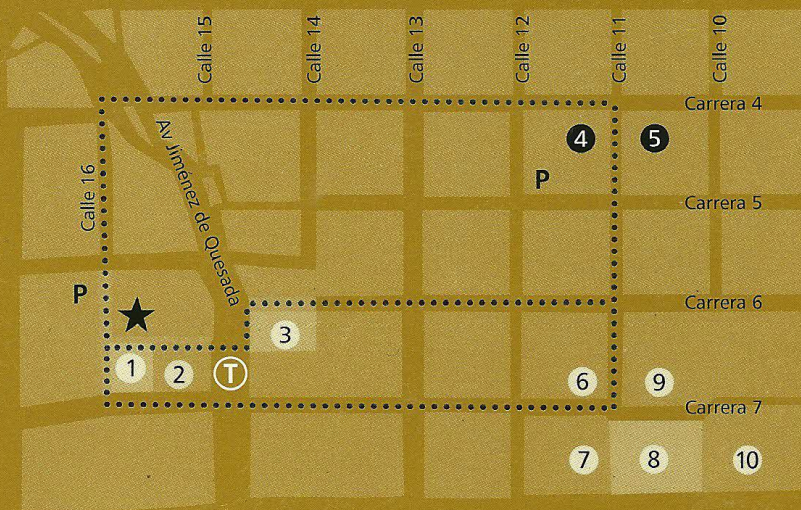 Calle 15
Calle 14
Calle 13
Calle 12
Calle 11
Calle 10
Carrera 4
4
5
Av Jiménez de Quesada
P
Calle 16
Carrera 5
P
Carrera 6
3
1
2
T
6
9
Carrera 7
7
8
10